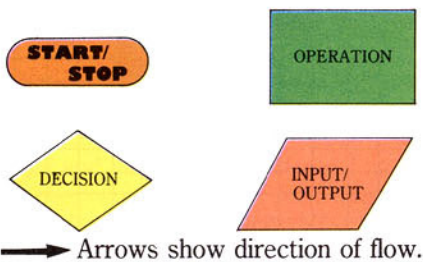 START/
STOP
OPERATION
DECISION
INPUT/
OUTPUT
Arrows show direction of flow.